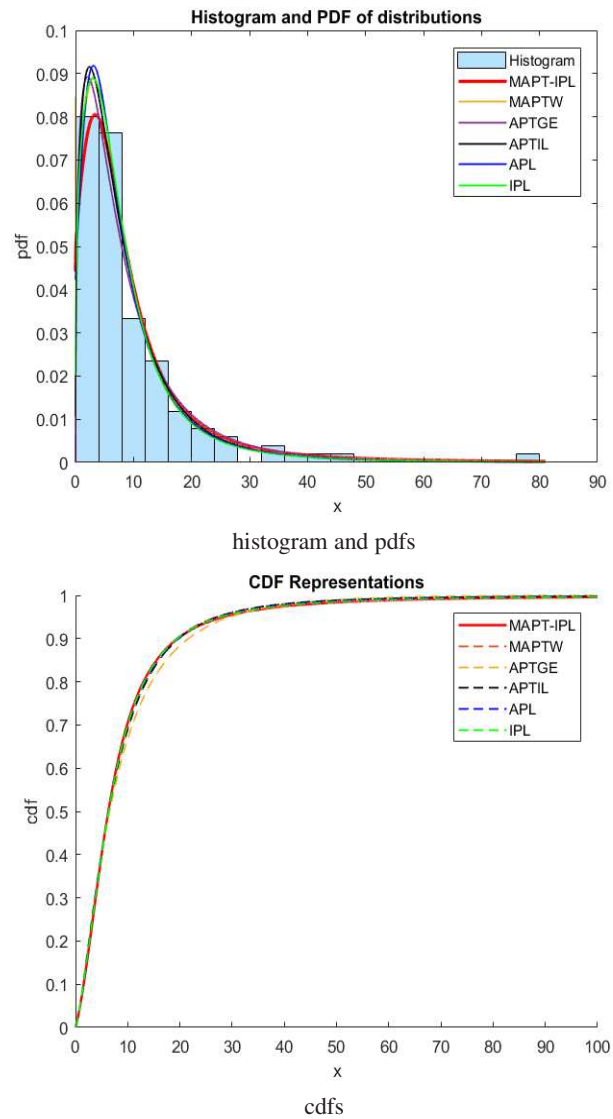 Histogram and PDF of distributions
0.1
0.09
0.08
0.07
0.06
0.05
0.04
0.03
0.02
0.01
0
pdf
Histogram
MAPT-IPL
MAPTW
APTGE
APTIL
APL
IPL
0 10 20 30 40 50 60 70 80 90
x
histogram and pdfs
CDF Representations
1
0.9
0.8
0.7
0.6
0.5
0.4
0.3
0.2
0.1
0
cdf
MAPT-IPL
MAPTW
APTGE
APTIL
APL
IPL
0 10 20 30 40 50 60 70 80 90 100
x
cdfs